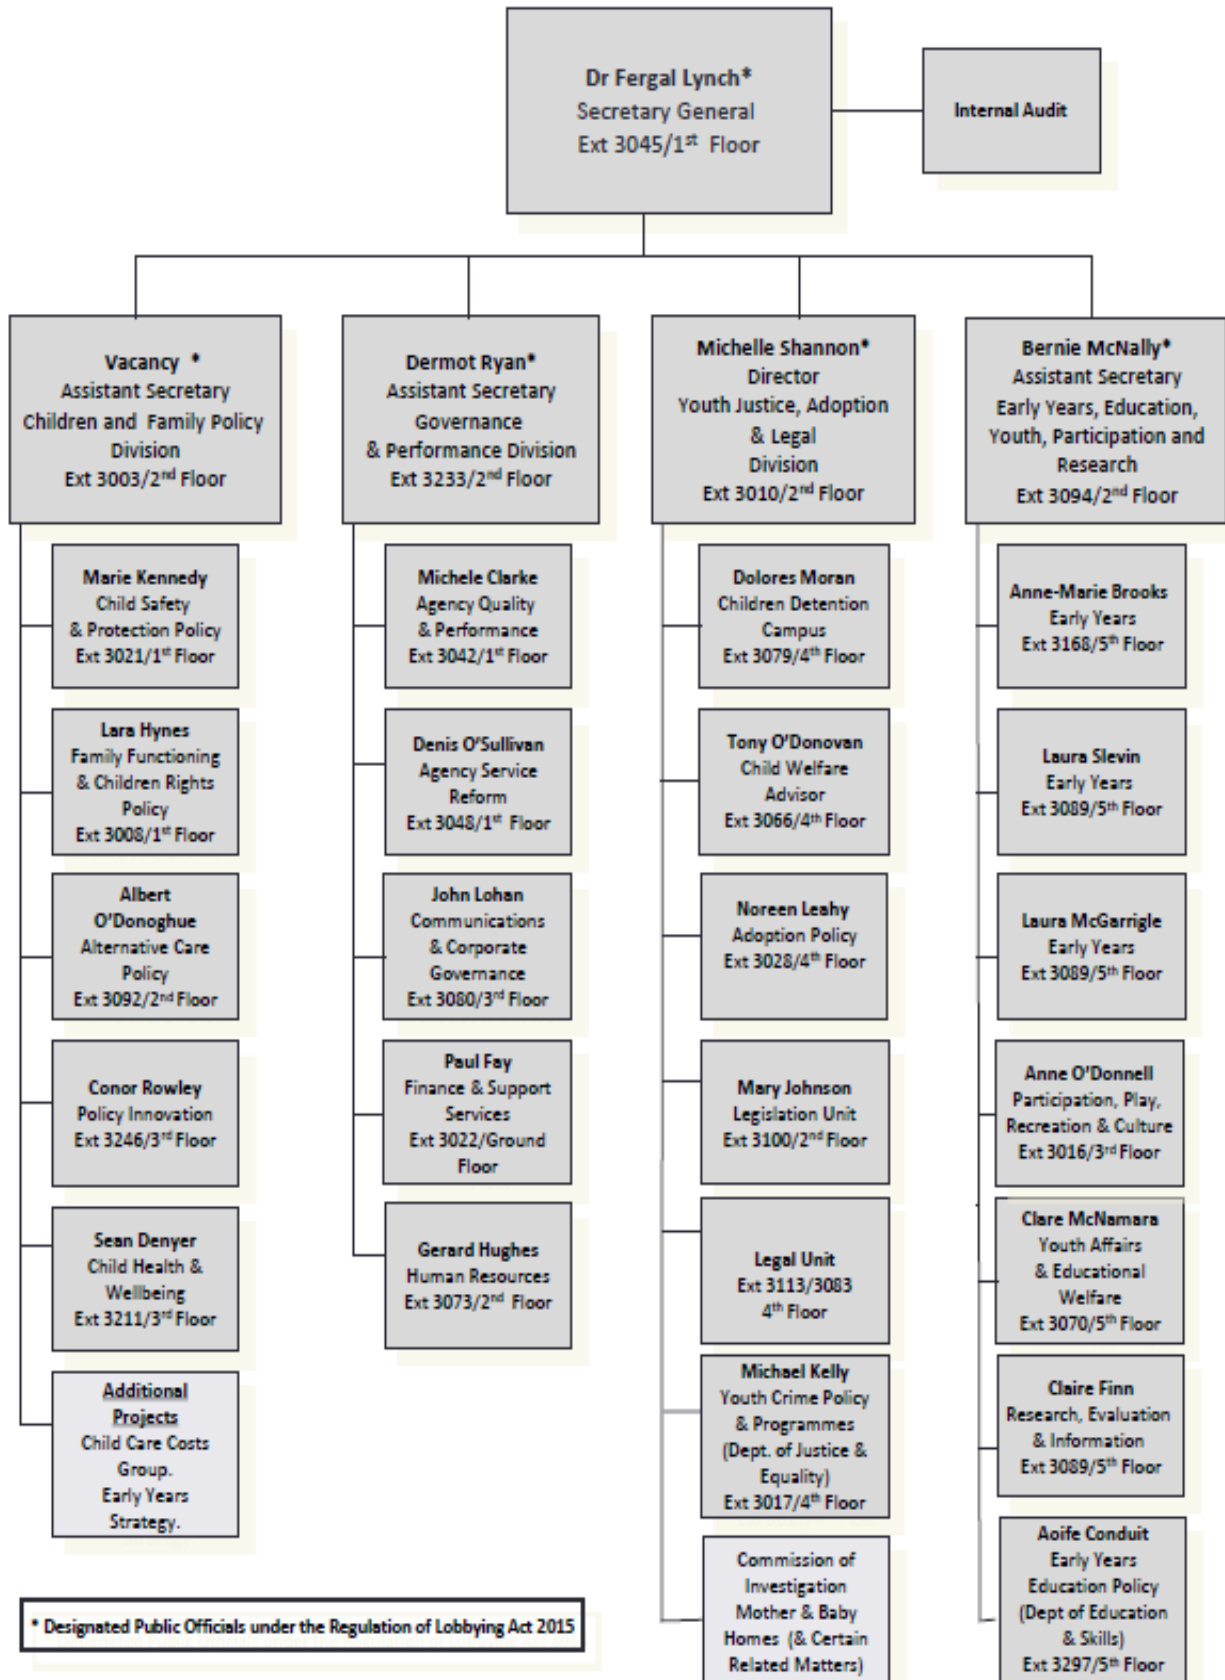 Dr Fergal Lynch*
Secretary General
Ext 3045/1st Floor
Internal Audit
Vacancy *
Assistant Secretary
Children and Family Policy
Division
Ext 3003/2nd Floor
Dermot Ryan*
Assistant Secretary
Governance
& Performance Division
Ext 3233/2nd Floor
Michelle Shannon*
Director
Youth Justice, Adoption
& Legal
Division
Ext 3010/2nd Floor
Bernie McNally*
Assistant Secretary
Early Years, Education,
Youth, Participation and
Research
Ext 3094/2nd Floor
Marie Kennedy
Child Safety
& Protection Policy
Ext 3021/1st Floor
Lara Hynes
Family Functioning
& Children Rights
Policy
Ext 3008/1st Floor
Albert
O'Donoghue
Alternative Care
Policy
Ext 3092/2nd Floor
Conor Rowley
Policy Innovation
Ext 3246/3rd Floor
Sean Denyer
Child Health &
Wellbeing
Ext 3211/3rd Floor
Additional
Projects
Child Care Costs
Group.
Early Years
Strategy.
Michele Clarke
Agency Quality
& Performance
Ext 3042/1st Floor
Denis O'Sullivan
Agency Service
Reform
Ext 3048/1st Floor
John Lohan
Communications
& Corporate
Governance
Ext 3080/3rd Floor
Paul Fay
Finance & Support
Services
Ext 3022/Ground
Floor
Gerard Hughes
Human Resources
Ext 3073/2nd Floor
Dolores Moran
Children Detention
Campus
Ext 3079/4th Floor
Tony O'Donovan
Child Welfare
Advisor
Ext 3066/4th Floor
Noreen Leahy
Adoption Policy
Ext 3028/4th Floor
Mary Johnson
Legislation Unit
Ext 3100/2nd Floor
Legal Unit
Ext 3113/3083
4th Floor
Michael Kelly
Youth Crime Policy
& Programmes
(Dept. of Justice &
Equality)
Ext 3017/4th Floor
Commission of
Investigation
Mother & Baby
Homes (& Certain
Related Matters)
Anne-Marie Brooks
Early Years
Ext 3168/5th Floor
Laura Slevin
Early Years
Ext 3089/5th Floor
Laura McGarrigle
Early Years
Ext 3089/5th Floor
Anne O'Donnell
Participation, Play,
Recreation & Culture
Ext 3016/3rd Floor
Clare McNamara
Youth Affairs
& Educational
Welfare
Ext 3070/5th Floor
Claire Finn
Research, Evaluation
& Information
Ext 3089/5th Floor
Aoife Conduit
Early Years
Education Policy
(Dept of Education
& Skills)
Ext 3297/5th Floor
* Designated Public Officials under the Regulation of Lobbying Act 2015